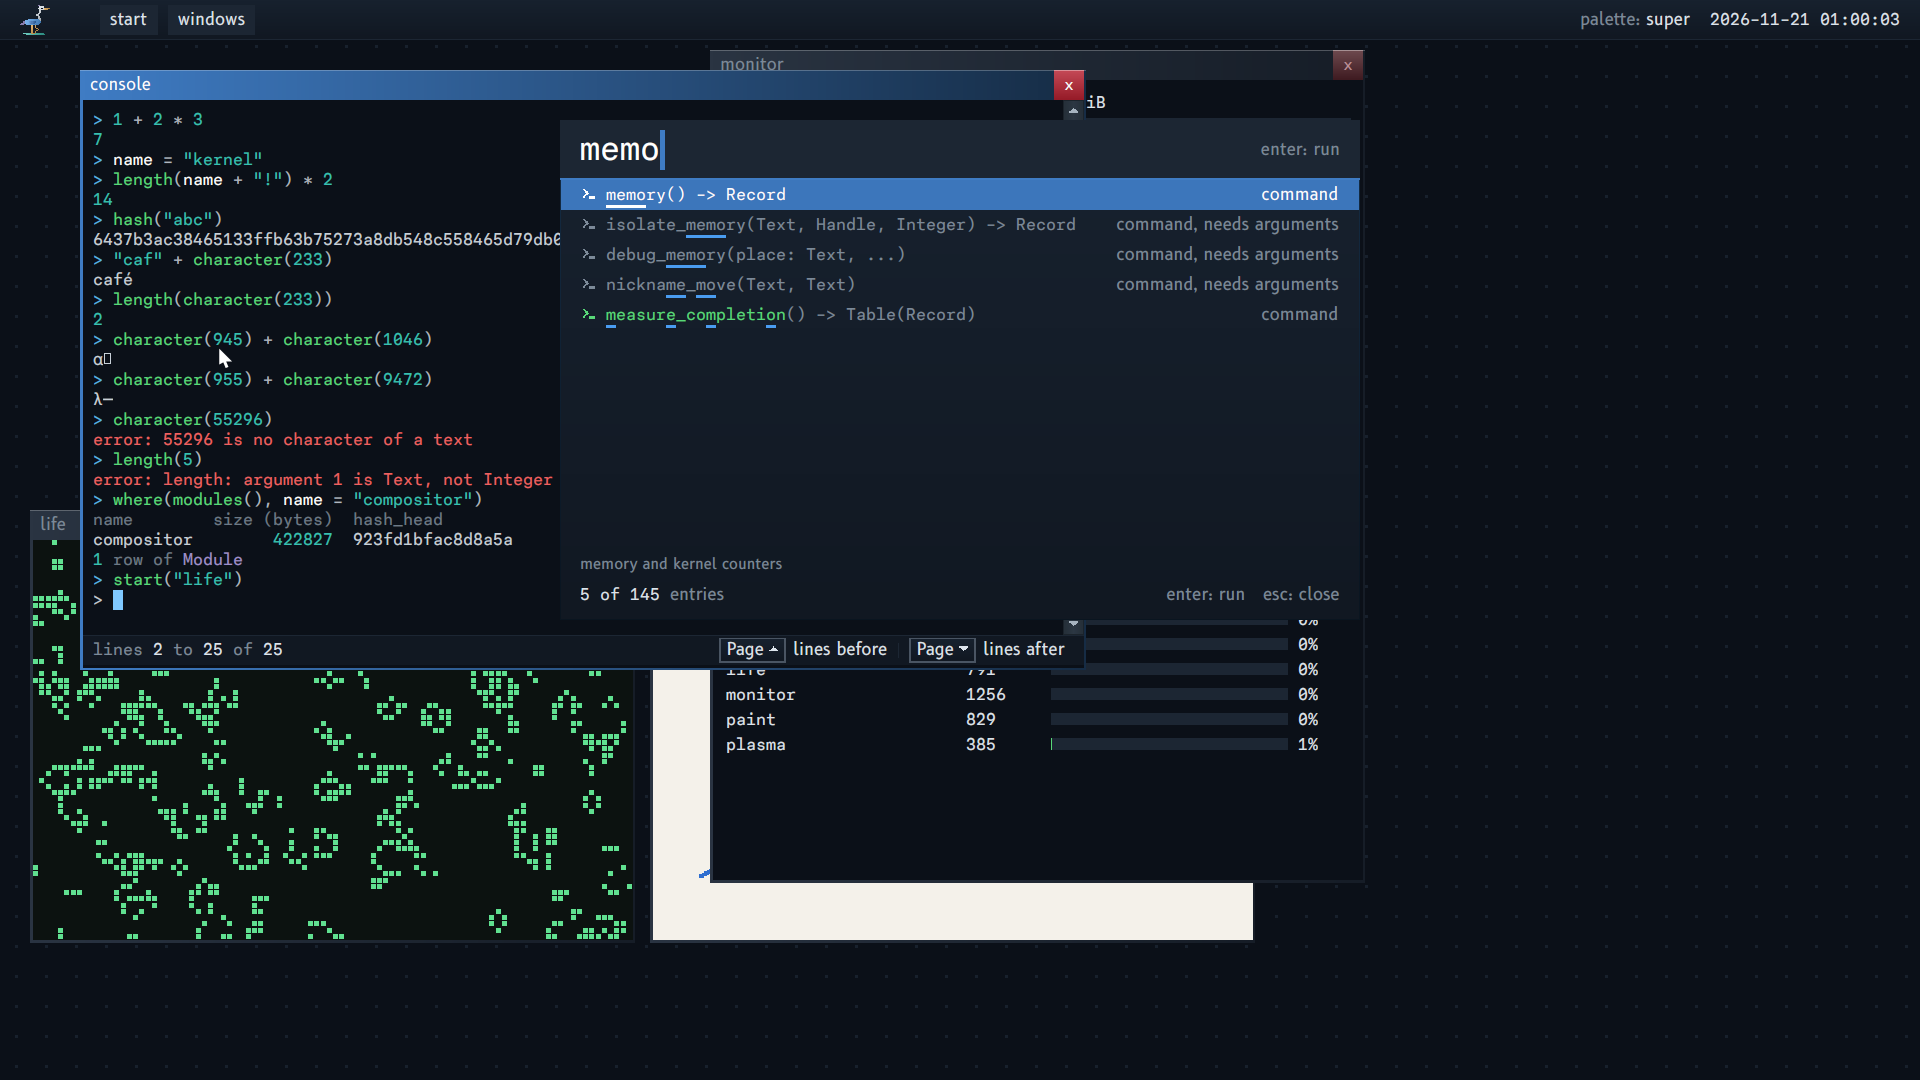 start windows palette: super 2026-11-21 01:00:03
monitor x
console x
iB
> 1 + 2 * 3
7
> name = "kernel"
> length(name + "!") * 2
14
> hash("abc")
6437b3ac38465133ffb63b75273a8db548c558465d79db
> "caf" + character(233)
café
> length(character(233))
2
> character(945) + character(1046)
α▯
> character(955) + character(9472)
λ─
> character(55296)
error: 55296 is no character of a text
> length(5)
error: length: argument 1 is Text, not Integer
> where(modules(), name = "compositor")
name size (bytes) hash_head
compositor 422827 923fd1bfac8d8a5a
1 row of Module
> start("life")
>
lines 2 to 25 of 25 Page lines before Page lines after
memo enter: run
memory() -> Record command
isolate_memory(Text, Handle, Integer) -> Record command, needs arguments
debug_memory(place: Text, ...) command, needs arguments
nickname_move(Text, Text) command, needs arguments
measure_completion() -> Table(Record) command
memory and kernel counters
5 of 145 entries enter: run esc: close
life
0%
0%
life 791 0%
monitor 1256 0%
paint 829 0%
plasma 385 1%